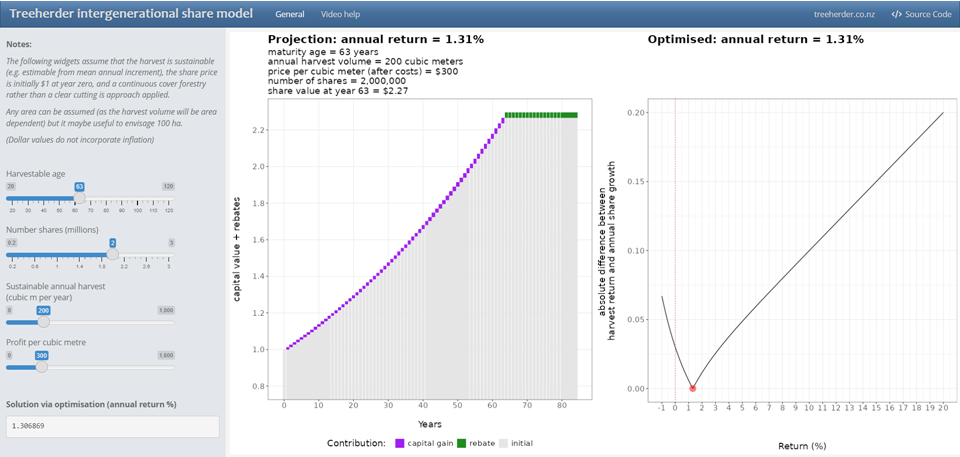 Treeherder intergenerational share model
General
Video help
treeherder.co.nz
</> Source Code
Notes:
The following widgets assume that the harvest is sustainable
(e.g. estimable from mean annual increment), the share price
is initially $1 at year zero, and a continuous cover forestry
rather than a clear cutting is approach applied.
Any area can be assumed (as the harvest volume will be area
dependent) but it maybe useful to envisage 100 ha.
(Dollar values do not incorporate inflation)
Harvestable age
20 63 120
20 30 40 50 60 70 80 90 100 110 120
Number shares (millions)
0.2 2 3
0.2 0.6 1 1.4 1.8 2.2 2.6 3
Sustainable annual harvest
(cubic m per year)
0 200 1,000
Profit per cubic metre
0 300 1,600
Solution via optimisation (annual return %)
1.306869
Projection: annual return = 1.31%
maturity age = 63 years
annual harvest volume = 200 cubic meters
price per cubic meter (after costs) = $300
number of shares = 2,000,000
share value at year 63 = $2.27
capital value + rebates
2.2
2.0
1.8
1.6
1.4
1.2
1.0
0.8
0 10 20 30 40 50 60 70 80
Years
Contribution: capital gain rebate initial
Optimised: annual return = 1.31%
absolute difference between
harvest return and annual share growth
0.20
0.15
0.10
0.05
0.00
-1 0 1 2 3 4 5 6 7 8 9 10 11 12 13 14 15 16 17 18 19 20
Return (%)